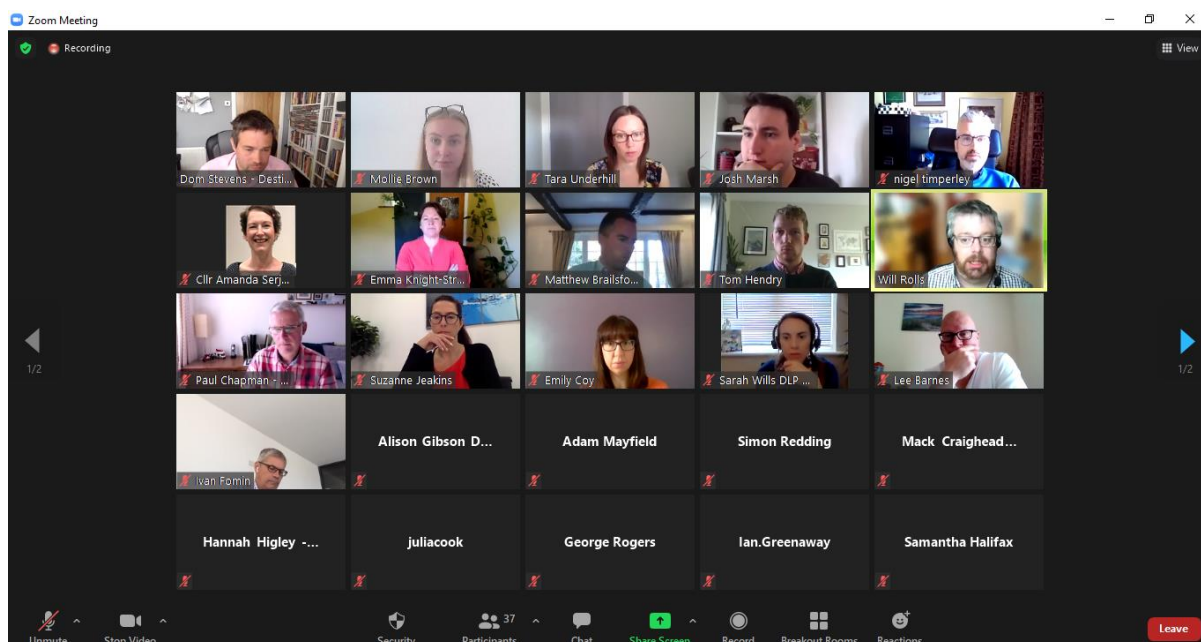 Zoom Meeting
Recording
View
Dom Stevens - Desti...
Mollie Brown
Tara Underhill
Josh Marsh
nigel timperley
Cllr Amanda Serj...
Emma Knight-Str...
Matthew Brailsfo...
Tom Hendry
Will Rolls
Paul Chapman - ...
Suzanne Jeakins
Emily Coy
Sarah Wills DLP ...
Lee Barnes
1/2
1/2
Ivan Fomin
Alison Gibson D...
Adam Mayfield
Simon Redding
Mack Craighead...
Hannah Higley -...
juliacook
George Rogers
Ian.Greenaway
Samantha Halifax
37
Unmute
Stop Video
Security
Participants
Chat
Share Screen
Record
Breakout Rooms
Reactions
Leave